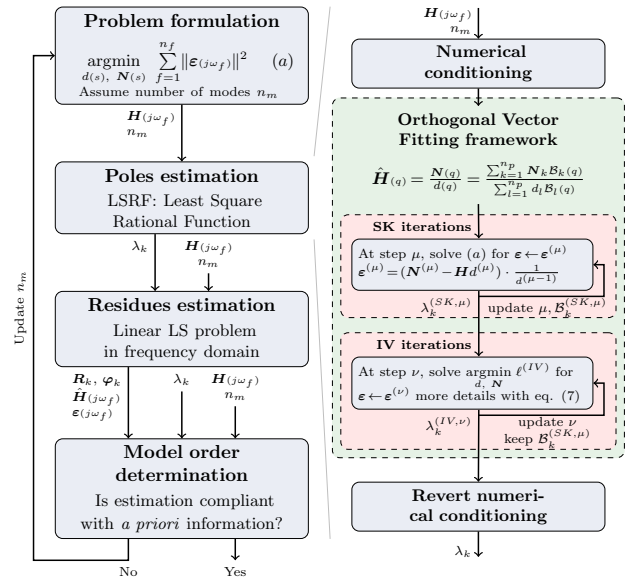 Problem formulation
argmin ∑ ‖ε(jω_f)‖² (a)
d(s), N(s) f=1 n_f
Assume number of modes n_m
H(jω_f)
n_m
Poles estimation
LSRF: Least Square
Rational Function
λ_k H(jω_f)
n_m
Residues estimation
Linear LS problem
in frequency domain
R_k, φ_k
Ĥ(jω_f)
ε(jω_f)
λ_k
H(jω_f)
n_m
Model order
determination
Is estimation compliant
with a priori information?
No Yes
Update n_m
H(jω_f)
n_m
Numerical
conditioning
Orthogonal Vector
Fitting framework
Ĥ(q) = N(q)/d(q) = ∑_{k=1}^{n_p} N_k B_k(q) / ∑_{l=1}^{n_p} d_l B_l(q)
SK iterations
At step μ, solve (a) for ε←ε^(μ)
ε^(μ)=(N^(μ)−Hd^(μ)) · 1/d^(μ−1)
λ_k^(SK,μ) update μ, B_k^(SK,μ)
IV iterations
At step ν, solve argmin ℓ^(IV) for
d, N
ε←ε^(ν) more details with eq. (7)
λ_k^(IV,ν) update ν
keep B_k^(SK,μ)
Revert numeri-
cal conditioning
λ_k